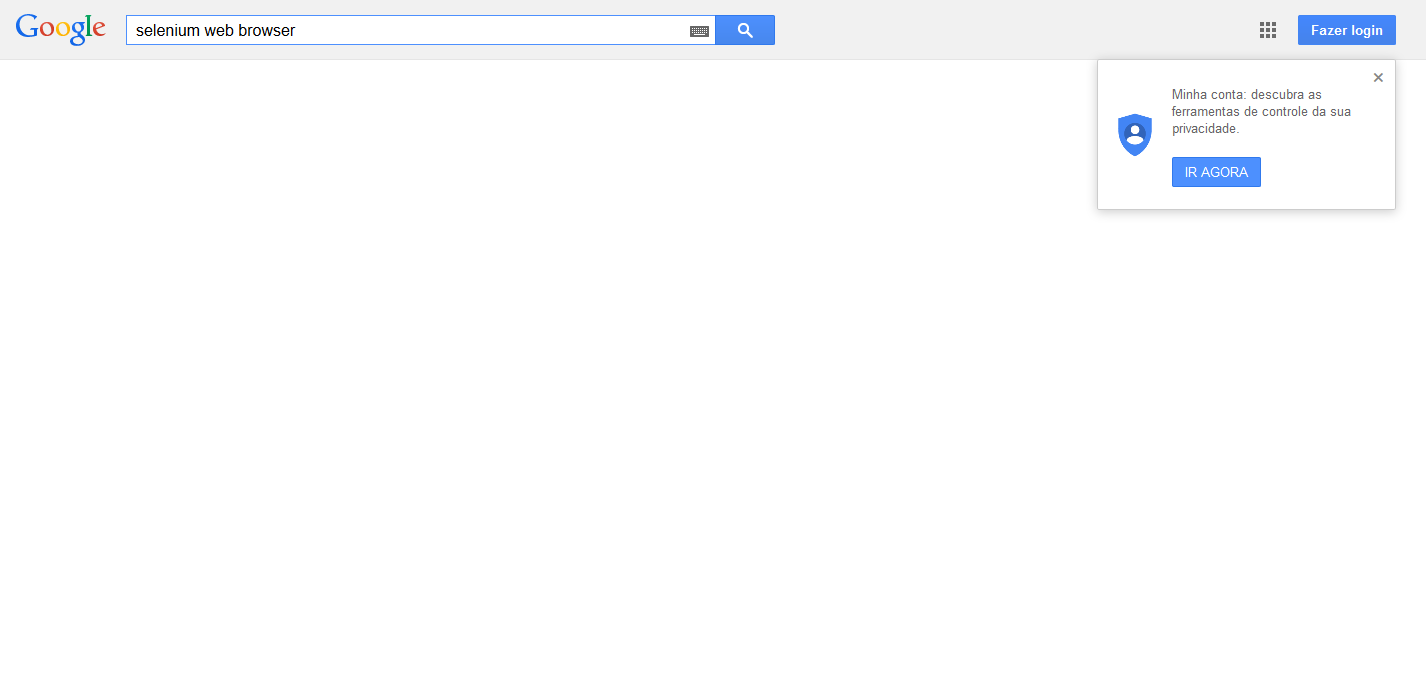 Google
selenium web browser
Fazer login
Minha conta: descubra as
ferramentas de controle da sua
privacidade.
IR AGORA